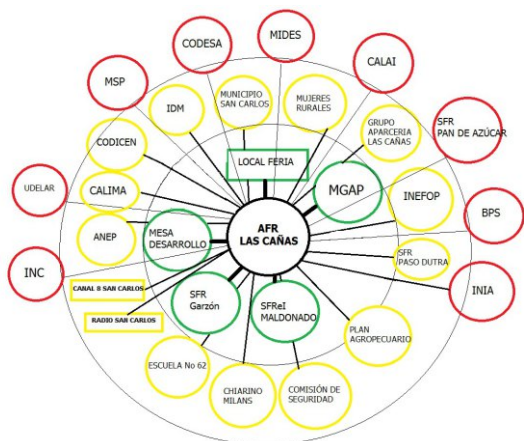 MIDES
CODESA
CALAI
MSP
IDM
MUNICIPIO
SAN CARLOS
MUJERES
RURALES
GRUPO
APARCERIA
LAS CAÑAS
SFR
PAN DE AZÚCAR
CODICEN
LOCAL FERIA
MGAP
INEFOP
UDELAR
CALIMA
BPS
ANEP
MESA
DESARROLLO
AFR
LAS CAÑAS
SFR
PASO DUTRA
INC
INIA
CANAL 8 SAN CARLOS
RADIO SAN CARLOS
SFR
Garzón
SFReI
MALDONADO
PLAN
AGROPECUARIO
ESCUELA No 62
CHIARINO
MILANS
COMISIÓN DE
SEGURIDAD